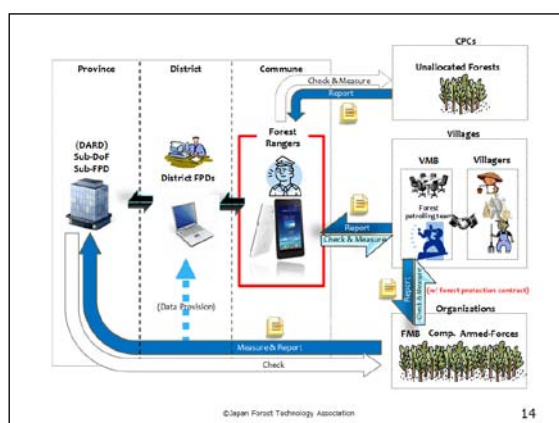 CPCs
Unallocated Forests
Province
District
Commune
Check & Measure
Report
Forest
Rangers
(DARD)
Sub-DoF
Sub-FPD
District FPDs
Villages
VMB
Villagers
Forest
patrolling team
Report
Check & Measure
(w/ forest protection contract)
Report
Check & Measure
(Data Provision)
Organizations
FMB Comp. Armed-Forces
Measure & Report
Check
©Japan Forest Technology Association
14